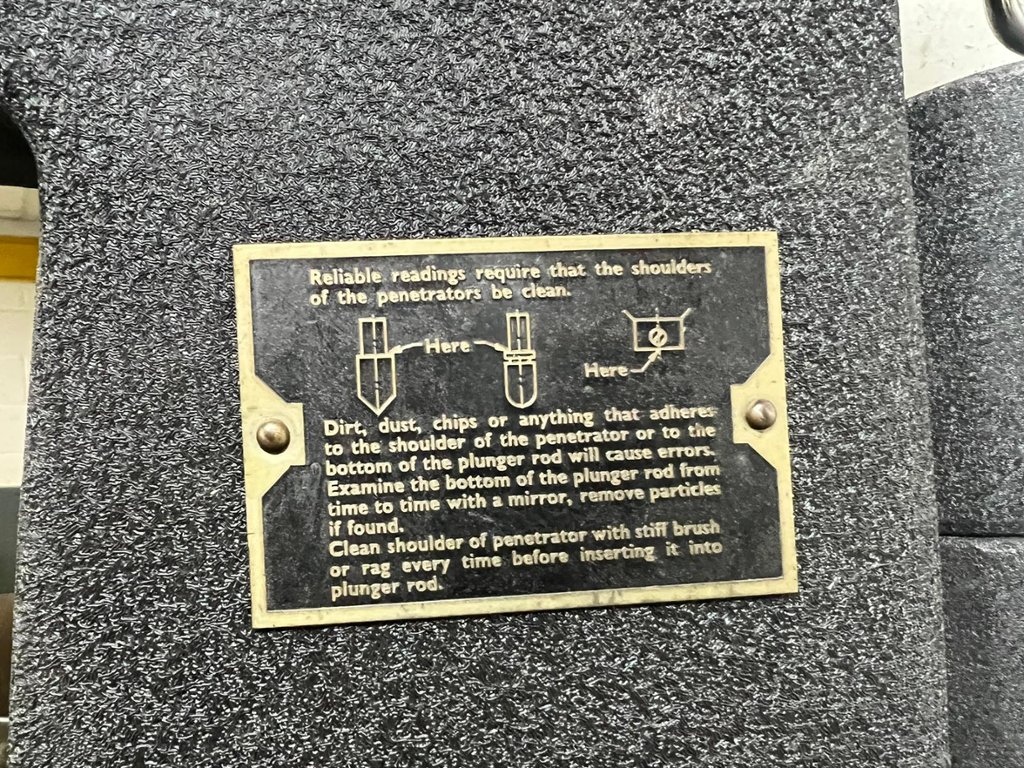 Reliable readings require that the shoulders
of the penetrators be clean.
Here
Here
Dirt, dust, chips or anything that adheres
to the shoulder of the penetrator or to the
bottom of the plunger rod will cause errors.
Examine the bottom of the plunger rod from
time to time with a mirror, remove particles
if found.
Clean shoulder of penetrator with stiff brush
or rag every time before inserting it into
plunger rod.